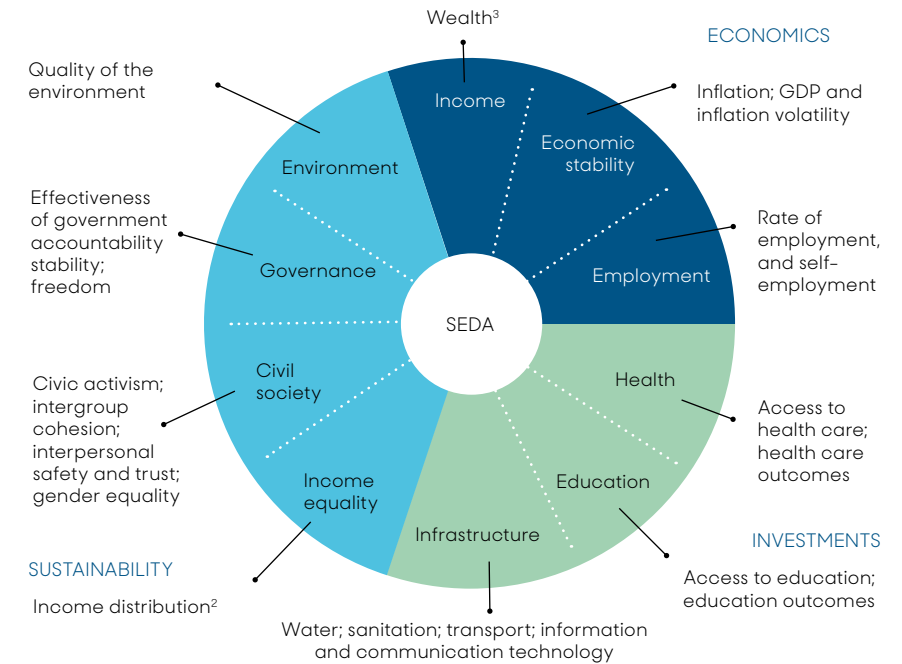 Wealth³
ECONOMICS
Income
Inflation; GDP and
inflation volatility
Economic
stability
Rate of
employment,
and self-
employment
Employment
Health
Access to
health care;
health care
outcomes
Education
INVESTMENTS
Access to education;
education outcomes
Infrastructure
Water; sanitation; transport; information
and communication technology
Income
equality
SUSTAINABILITY
Income distribution²
Civil
society
Civic activism;
intergroup
cohesion;
interpersonal
safety and trust;
gender equality
Governance
Effectiveness
of government
accountability
stability;
freedom
Environment
Quality of the
environment
SEDA